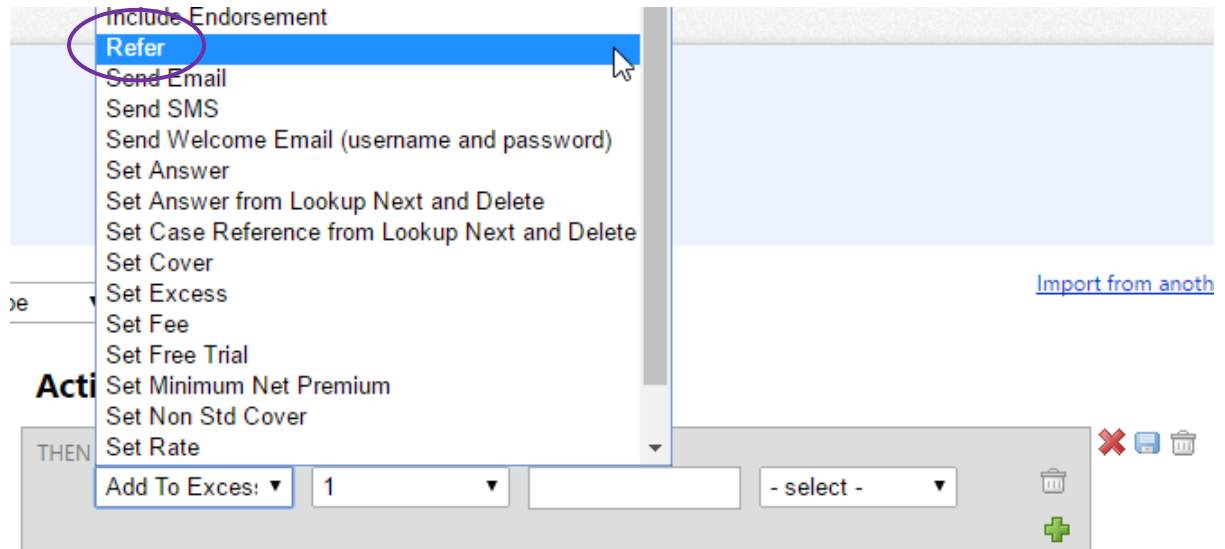 Include Endorsement
Refer
Send Email
Send SMS
Send Welcome Email (username and password)
Set Answer
Set Answer from Lookup Next and Delete
Set Case Reference from Lookup Next and Delete
Set Cover
Import from anoth
Set Excess
Set Fee
Set Free Trial
Acti
Set Minimum Net Premium
Set Non Std Cover
THEN
Set Rate
Add To Exces
1
- select -